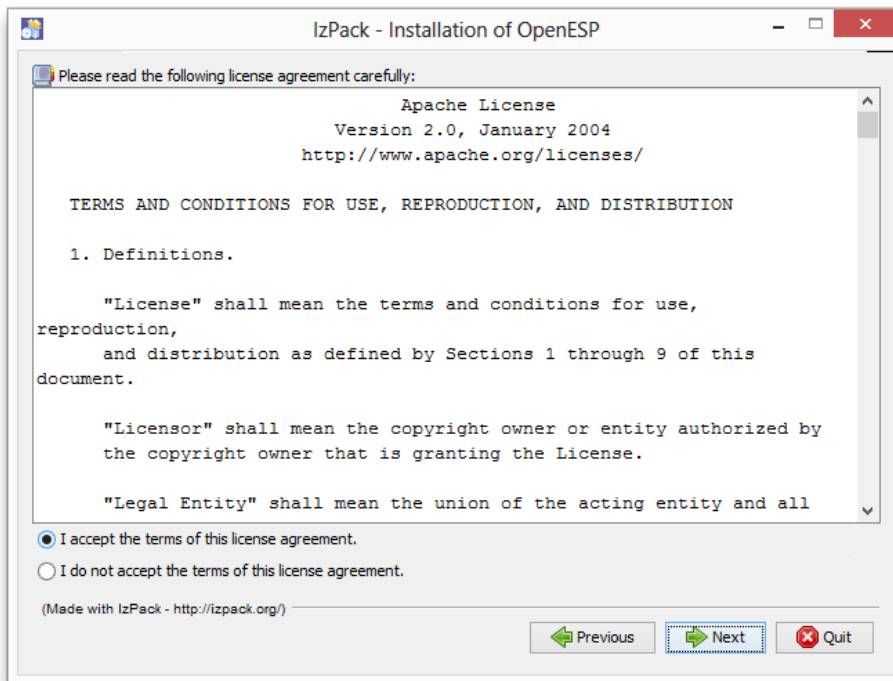 IzPack - Installation of OpenESP
Please read the following license agreement carefully:
Apache License
Version 2.0, January 2004
http://www.apache.org/licenses/
TERMS AND CONDITIONS FOR USE, REPRODUCTION, AND DISTRIBUTION
1. Definitions.
"License" shall mean the terms and conditions for use,
reproduction,
and distribution as defined by Sections 1 through 9 of this
document.
"Licensor" shall mean the copyright owner or entity authorized by
the copyright owner that is granting the License.
"Legal Entity" shall mean the union of the acting entity and all
I accept the terms of this license agreement.
I do not accept the terms of this license agreement.
(Made with IzPack - http://izpack.org/)
Previous Next Quit